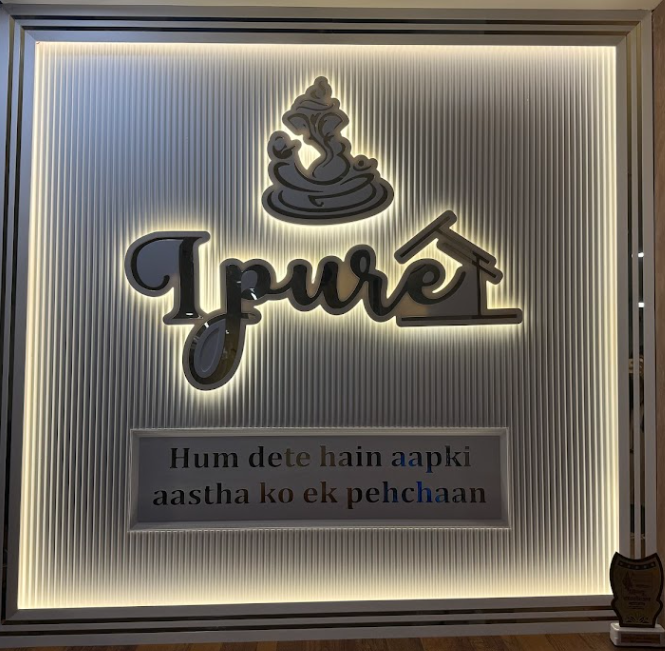 Ipure
Hum dete hain aapki
aastha ko ek pehchaan